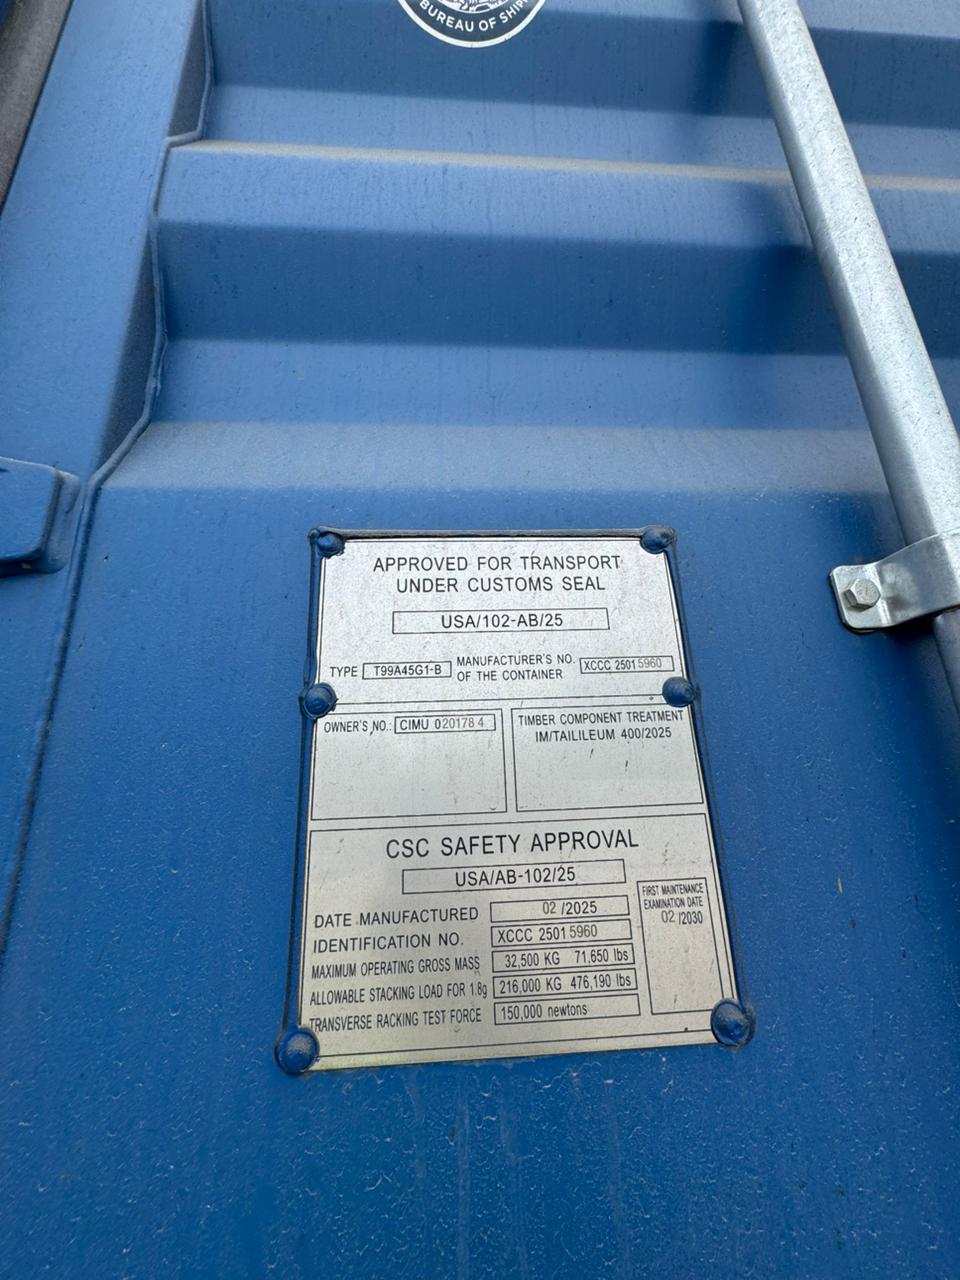 BUREAU OF SHIP
APPROVED FOR TRANSPORT
UNDER CUSTOMS SEAL
USA/102-AB/25
TYPE T99A45G1-B MANUFACTURER'S NO. OF THE CONTAINER XCCC 25015960
OWNER'S NO.: CIMU 020178 4
TIMBER COMPONENT TREATMENT
IM/TAILILEUM 400/2025
CSC SAFETY APPROVAL
USA/AB-102/25
DATE MANUFACTURED 02 /2025
IDENTIFICATION NO. XCCC 25015960
MAXIMUM OPERATING GROSS MASS 32,500 KG 71,650 lbs
ALLOWABLE STACKING LOAD FOR 1.8g 216,000 KG 476,190 lbs
TRANSVERSE RACKING TEST FORCE 150,000 newtons
FIRST MAINTENANCE
EXAMINATION DATE
02 /2030